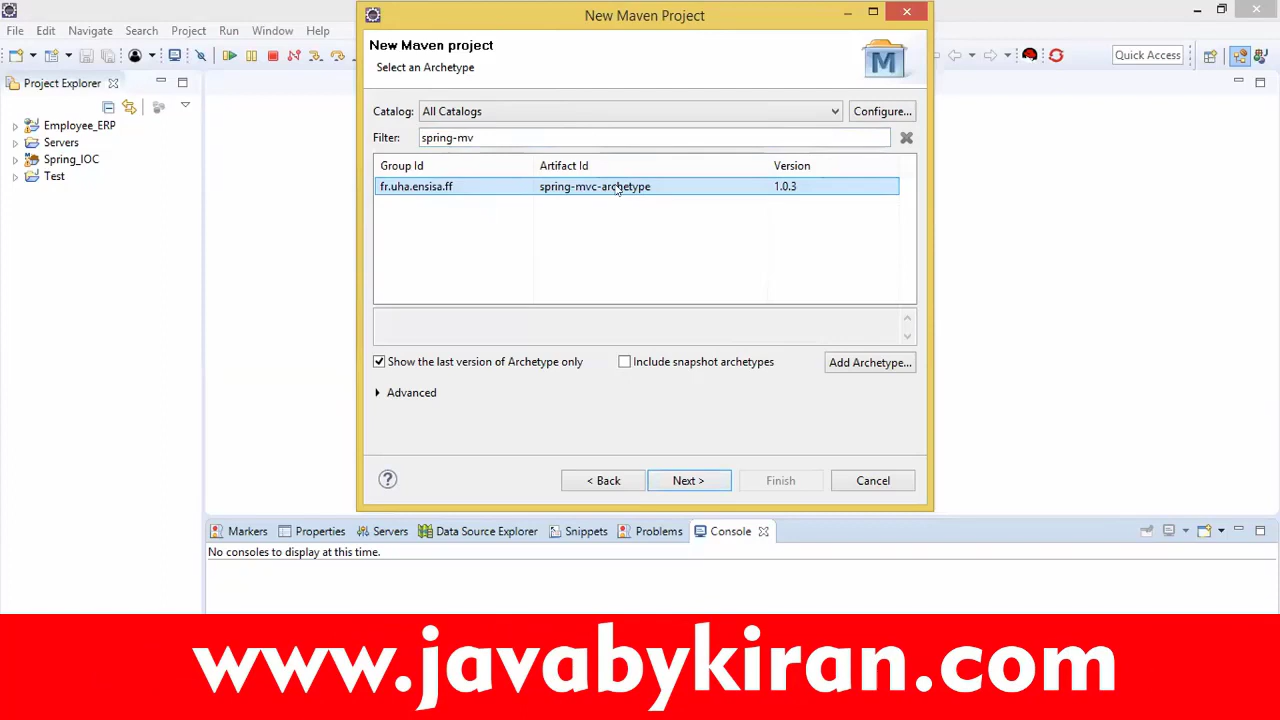 New Maven Project
File Edit Navigate Search Project Run Window Help
Quick Access
Project Explorer
Employee_ERP
Servers
Spring_IOC
Test
New Maven project
Select an Archetype
Catalog: All Catalogs Configure...
Filter: spring-mv
Group Id Artifact Id Version
fr.uha.ensisa.ff spring-mvc-archetype 1.0.3
Show the last version of Archetype only Include snapshot archetypes Add Archetype...
Advanced
< Back Next > Finish Cancel
Markers Properties Servers Data Source Explorer Snippets Problems Console
No consoles to display at this time.
www.javabykiran.com